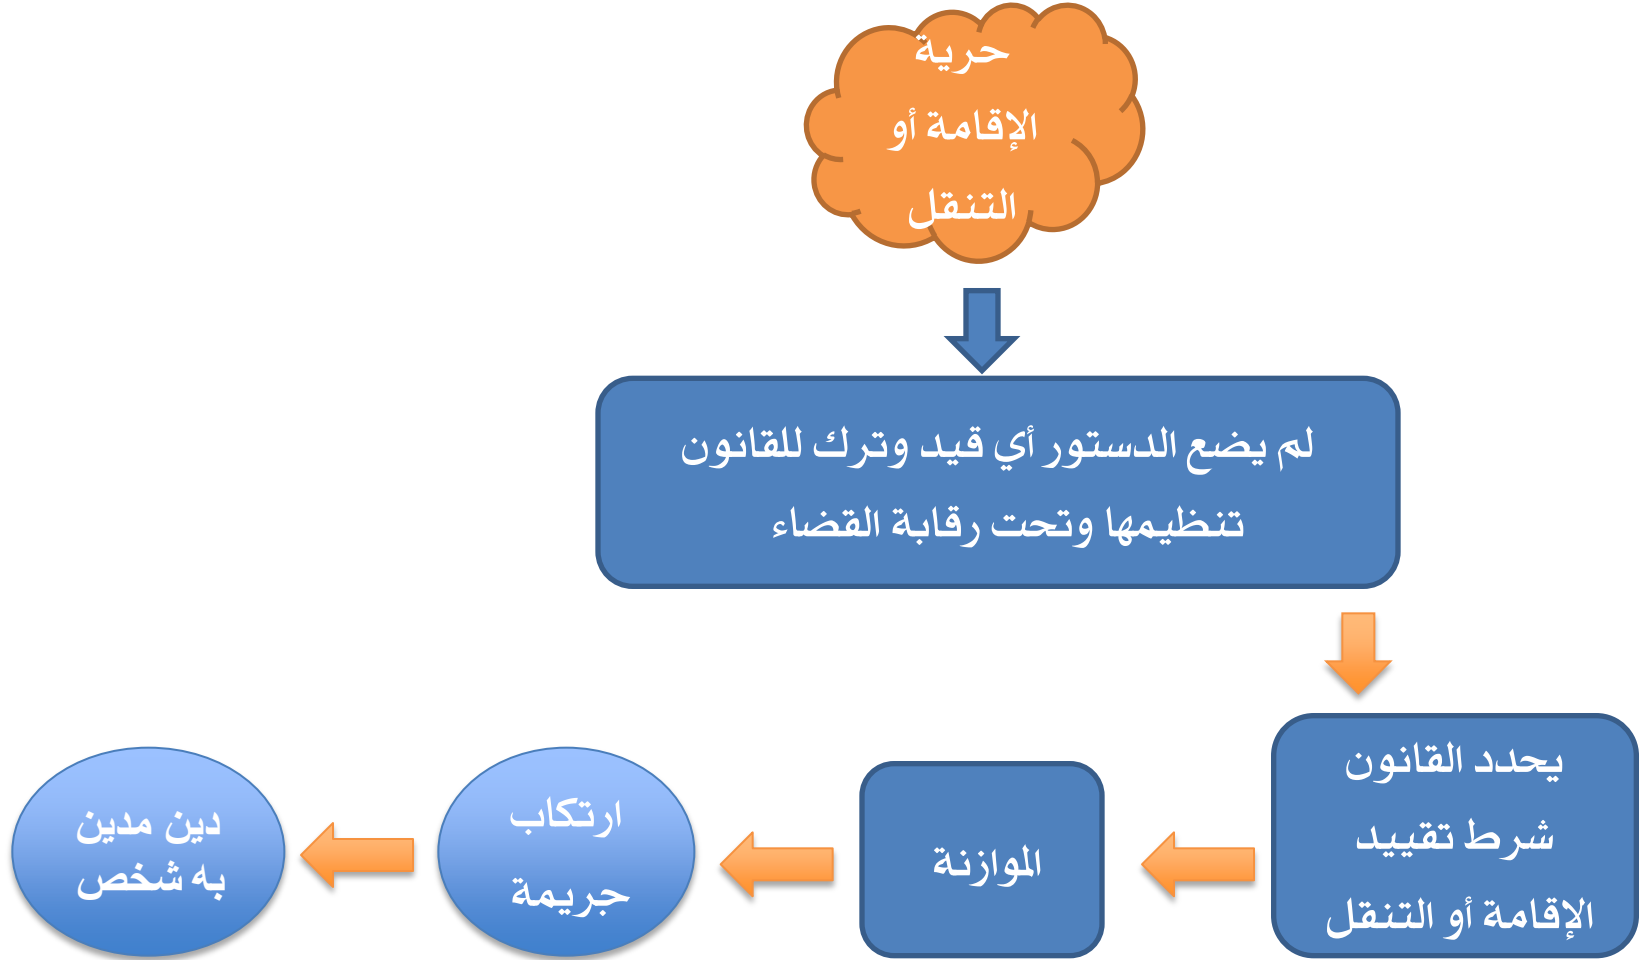 حرية
الإقامة أو
التنقل
لم يضع الدستور أي قيد وترك للقانون
تنظيمها وتحت رقابة القضاء
يحدد القانون
شرط تقييد
الإقامة أو التنقل
الموازنة
ارتكاب
جريمة
دين مدين
به شخص